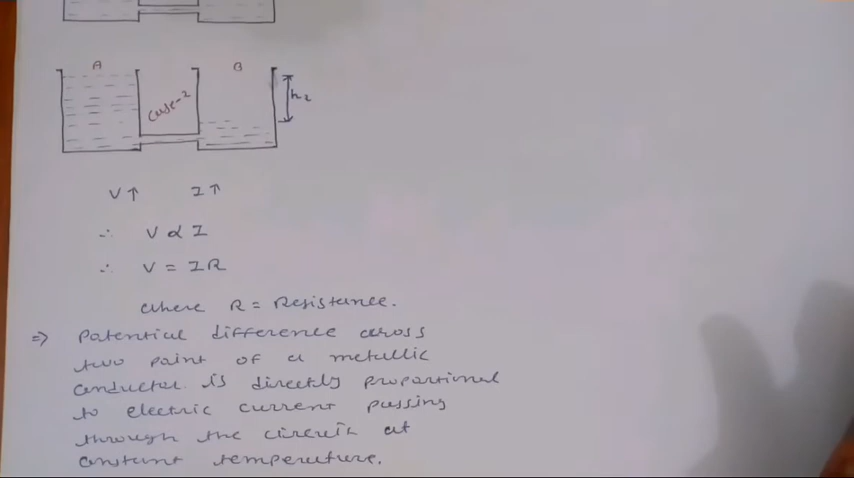 A B
case-2
h2
V↑ I↑
∴ V ∝ I
∴ V = IR
where R = Resistance.
⇒ Potential difference across
two point of a metallic
conductor is directly proportional
to electric current passing
through the circuit at
constant temperature.